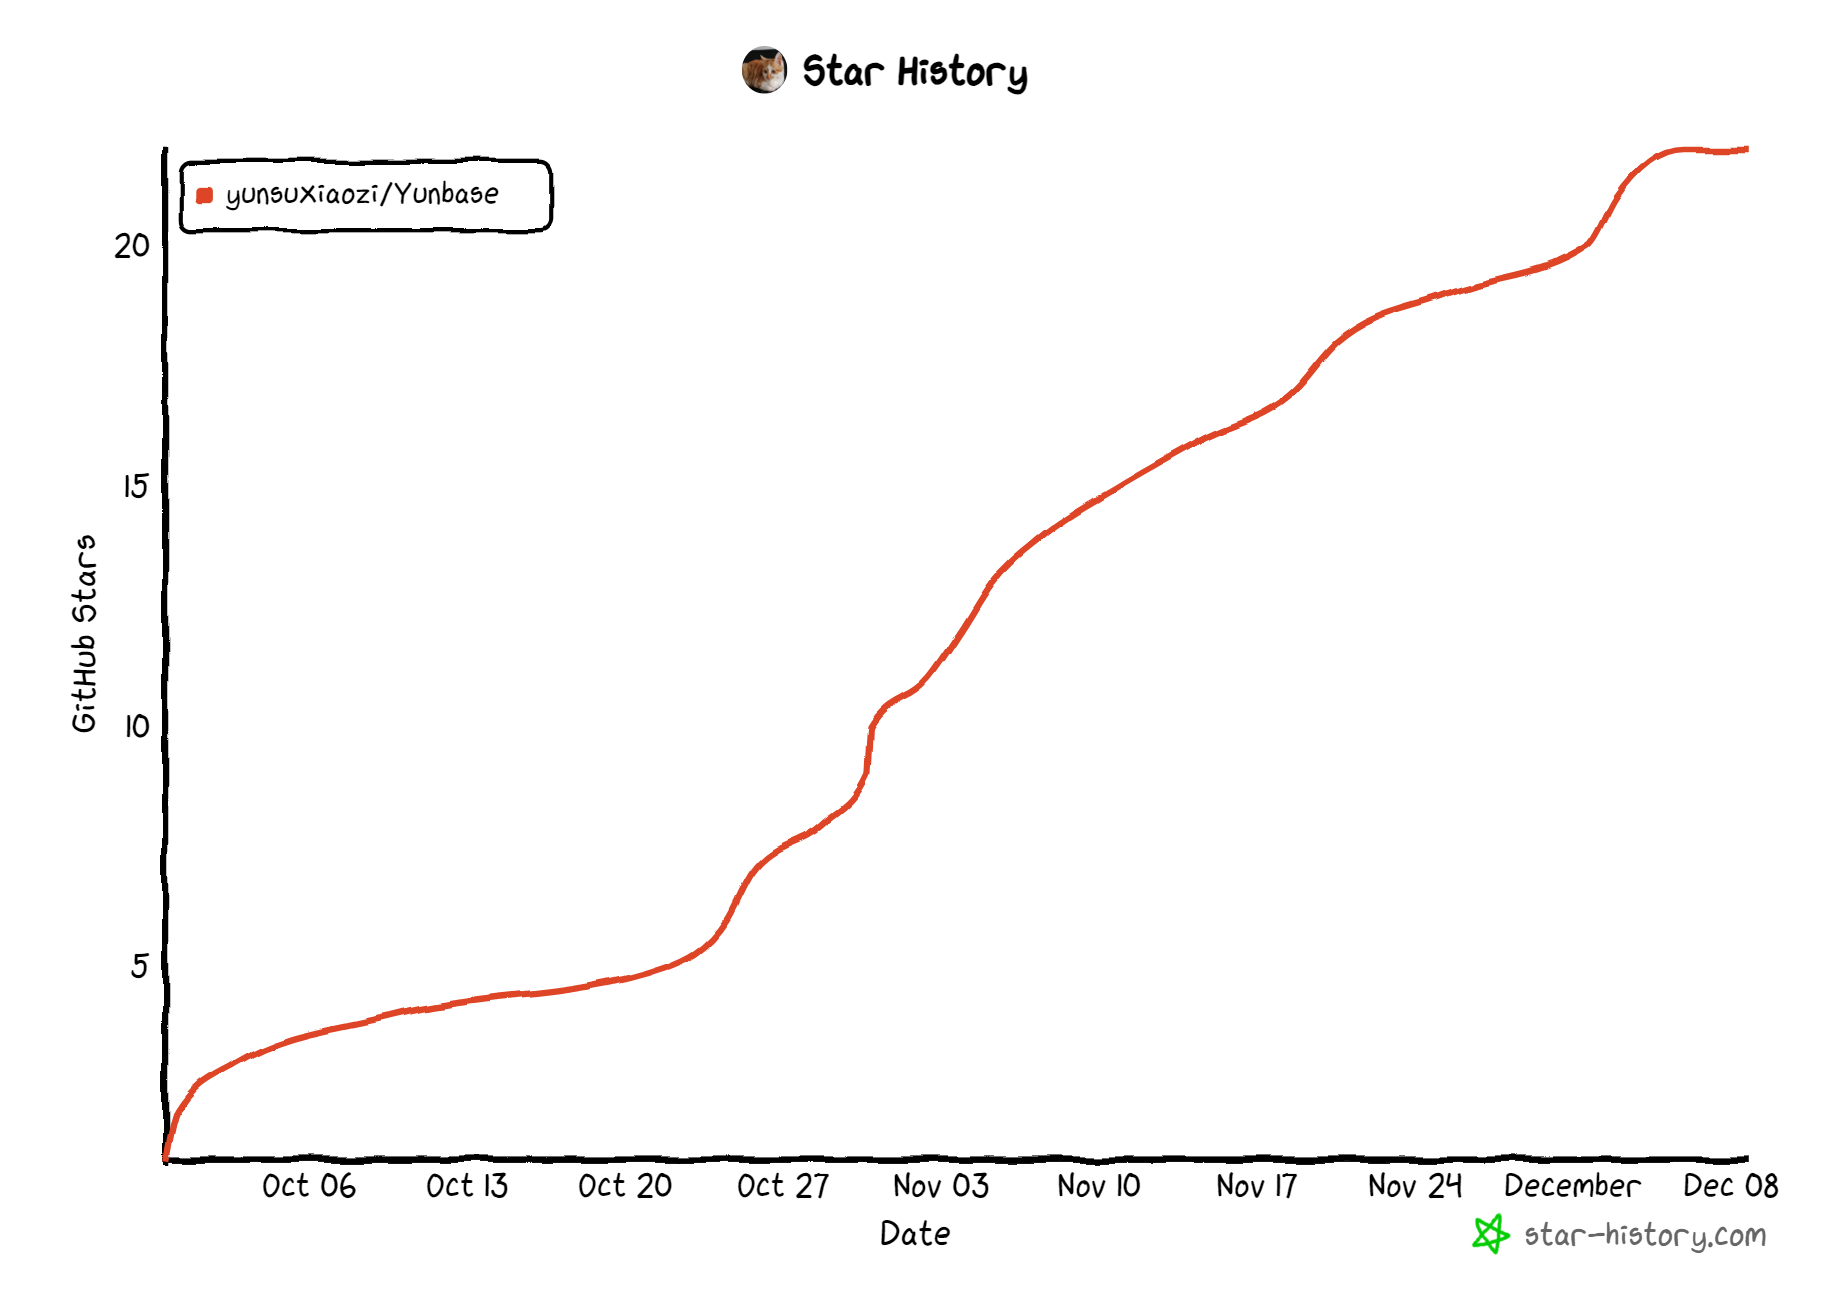 Star History
yunsuxiaozi/Yunbase
20
15
10
5
GitHub Stars
Oct 06 Oct 13 Oct 20 Oct 27 Nov 03 Nov 10 Nov 17 Nov 24 December Dec 08
Date
star-history.com